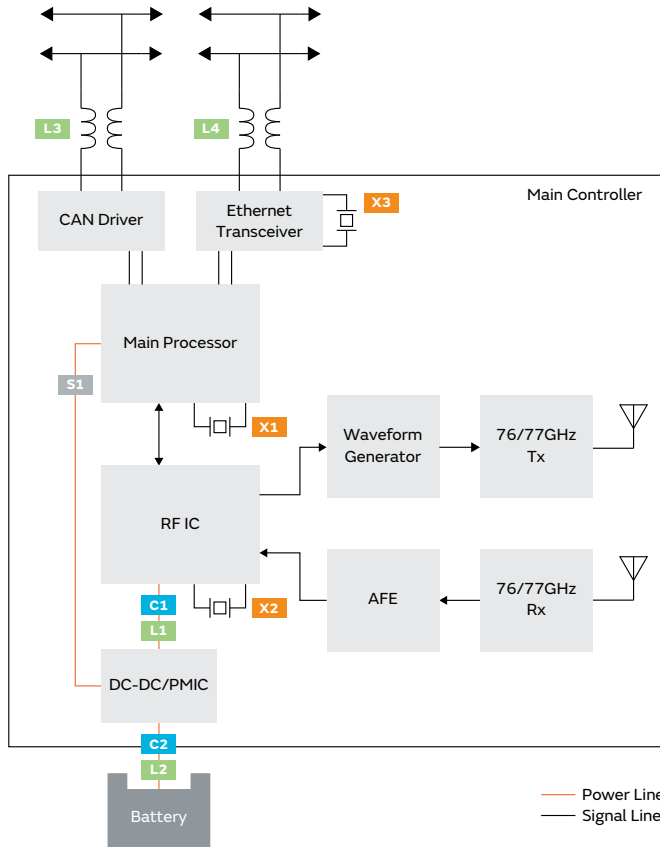 L3
L4
Main Controller
CAN Driver
Ethernet
Transceiver
X3
Main Processor
S1
X1
Waveform
Generator
76/77GHz
Tx
RF IC
C1
L1
X2
AFE
76/77GHz
Rx
DC-DC/PMIC
C2
L2
Battery
Power Line
Signal Line